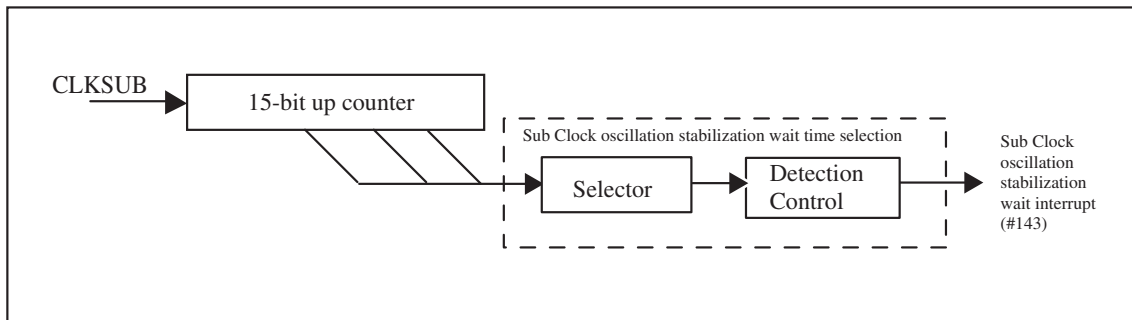 CLKSUB
15-bit up counter
Sub Clock oscillation stabilization wait time selection
Selector
Detection
Control
Sub Clock
oscillation
stabilization
wait interrupt
(#143)